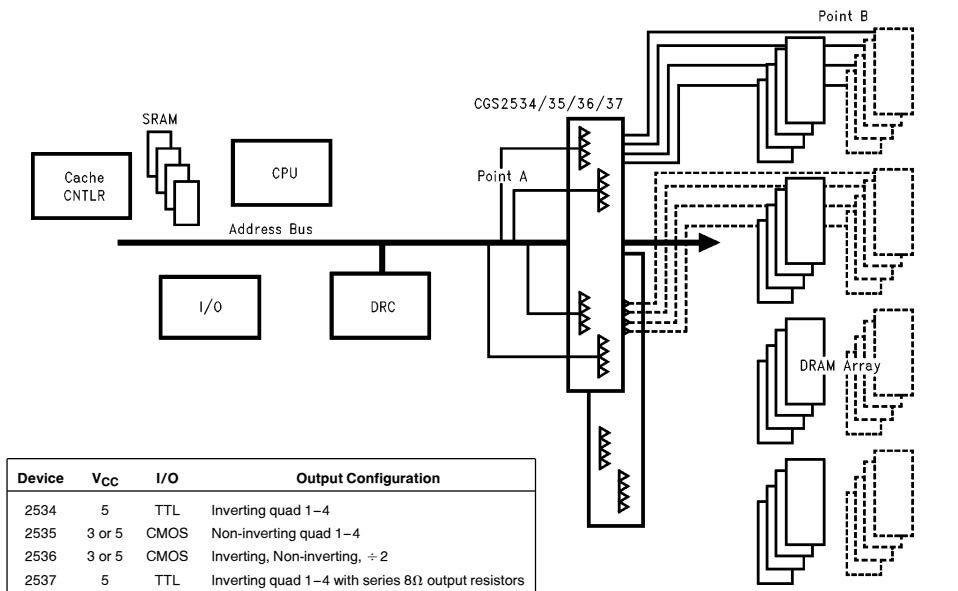 Point B
CGS2534/35/36/37
SRAM
Cache
CNTLR
CPU
Point A
Address Bus
I/O
DRC
DRAM Array
Device VCC I/O Output Configuration
2534 5 TTL Inverting quad 1–4
2535 3 or 5 CMOS Non-inverting quad 1–4
2536 3 or 5 CMOS Inverting, Non-inverting, ÷2
2537 5 TTL Inverting quad 1–4 with series 8Ω output resistors